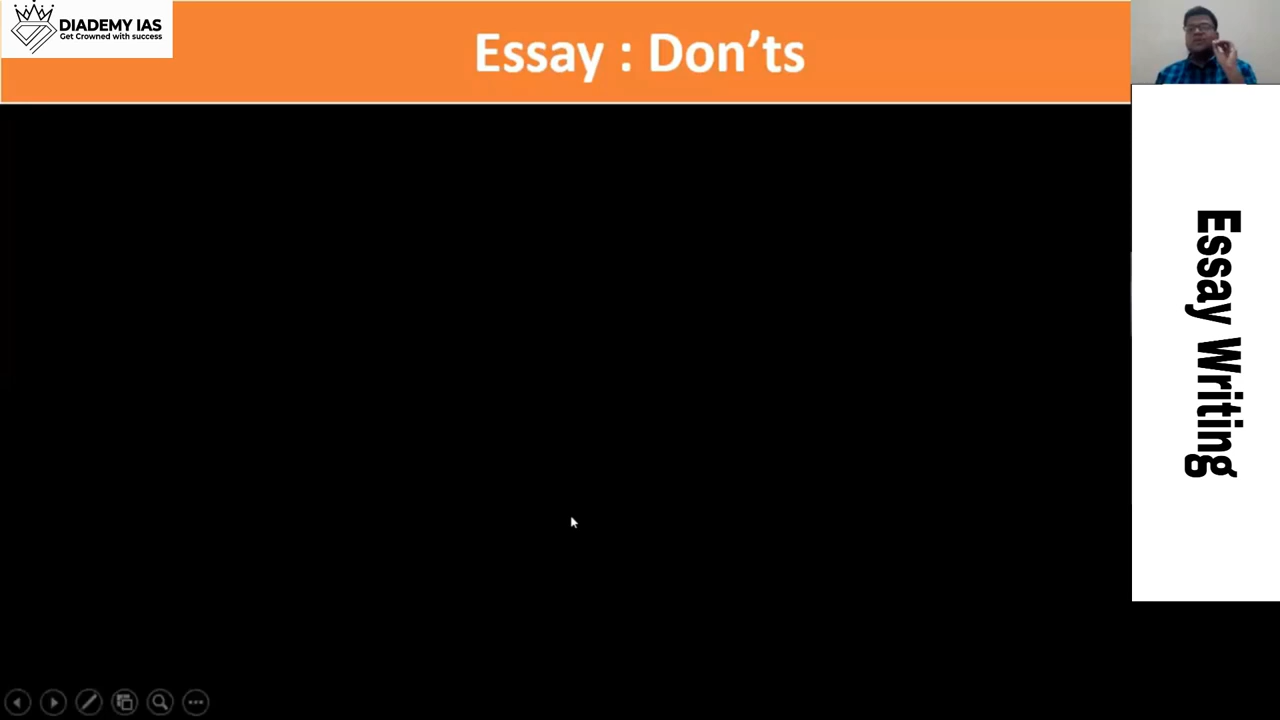 DIADEMY IAS
Get Crowned with success
Essay : Don'ts
Essay Writing